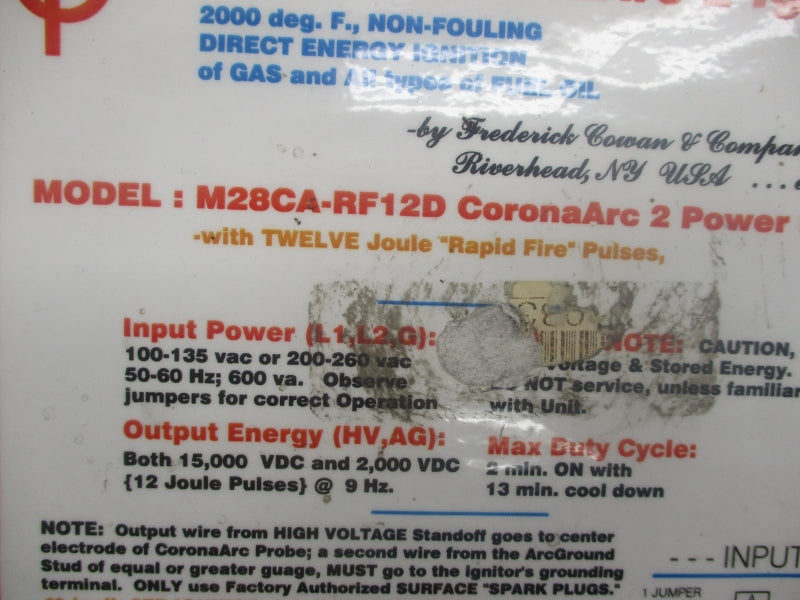 2000 deg. F., NON-FOULING
DIRECT ENERGY IGNITION
of GAS and All types of FUEL OIL
-by Frederick Cowan & Compan
Riverhead, NY USA ...
MODEL : M28CA-RF12D CoronaArc 2 Power
-with TWELVE Joule "Rapid Fire" Pulses,
Input Power (L1,L2,G):
100-135 vac or 200-260 vac
50-60 Hz; 600 va. Observe
jumpers for correct Operation
NOTE: CAUTION,
Voltage & Stored Energy.
NOT service, unless familiar
with Unit.
Output Energy (HV,AG):
Both 15,000 VDC and 2,000 VDC
{12 Joule Pulses} @ 9 Hz.
Max Duty Cycle:
2 min. ON with
13 min. cool down
NOTE: Output wire from HIGH VOLTAGE Standoff goes to center
electrode of CoronaArc Probe; a second wire from the ArcGround
Stud of equal or greater guage, MUST go to the ignitor's grounding
terminal. ONLY use Factory Authorized SURFACE "SPARK PLUGS."
- - - INPUT
1 JUMPER